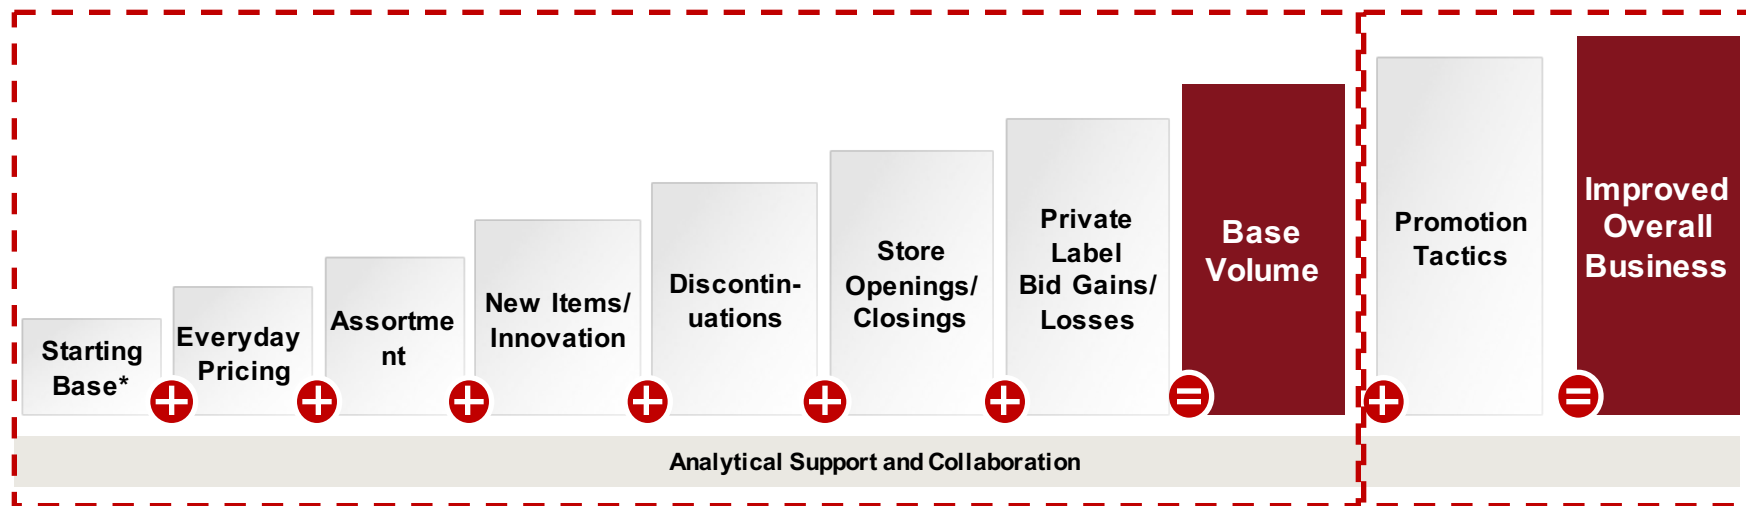 Starting
Base*
Everyday
Pricing
Assortme
nt
New Items/
Innovation
Discontin-
uations
Store
Openings/
Closings
Private
Label
Bid Gains/
Losses
Base
Volume
Promotion
Tactics
Improved
Overall
Business
+
+
+
+
+
+
=
+
=
Analytical Support and Collaboration